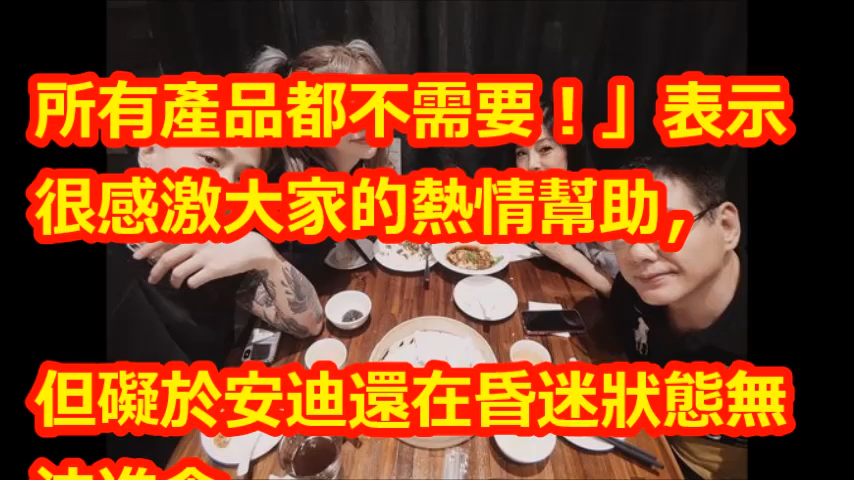 所有產品都不需要！」表示
很感激大家的熱情幫助，
但礙於安迪還在昏迷狀態無